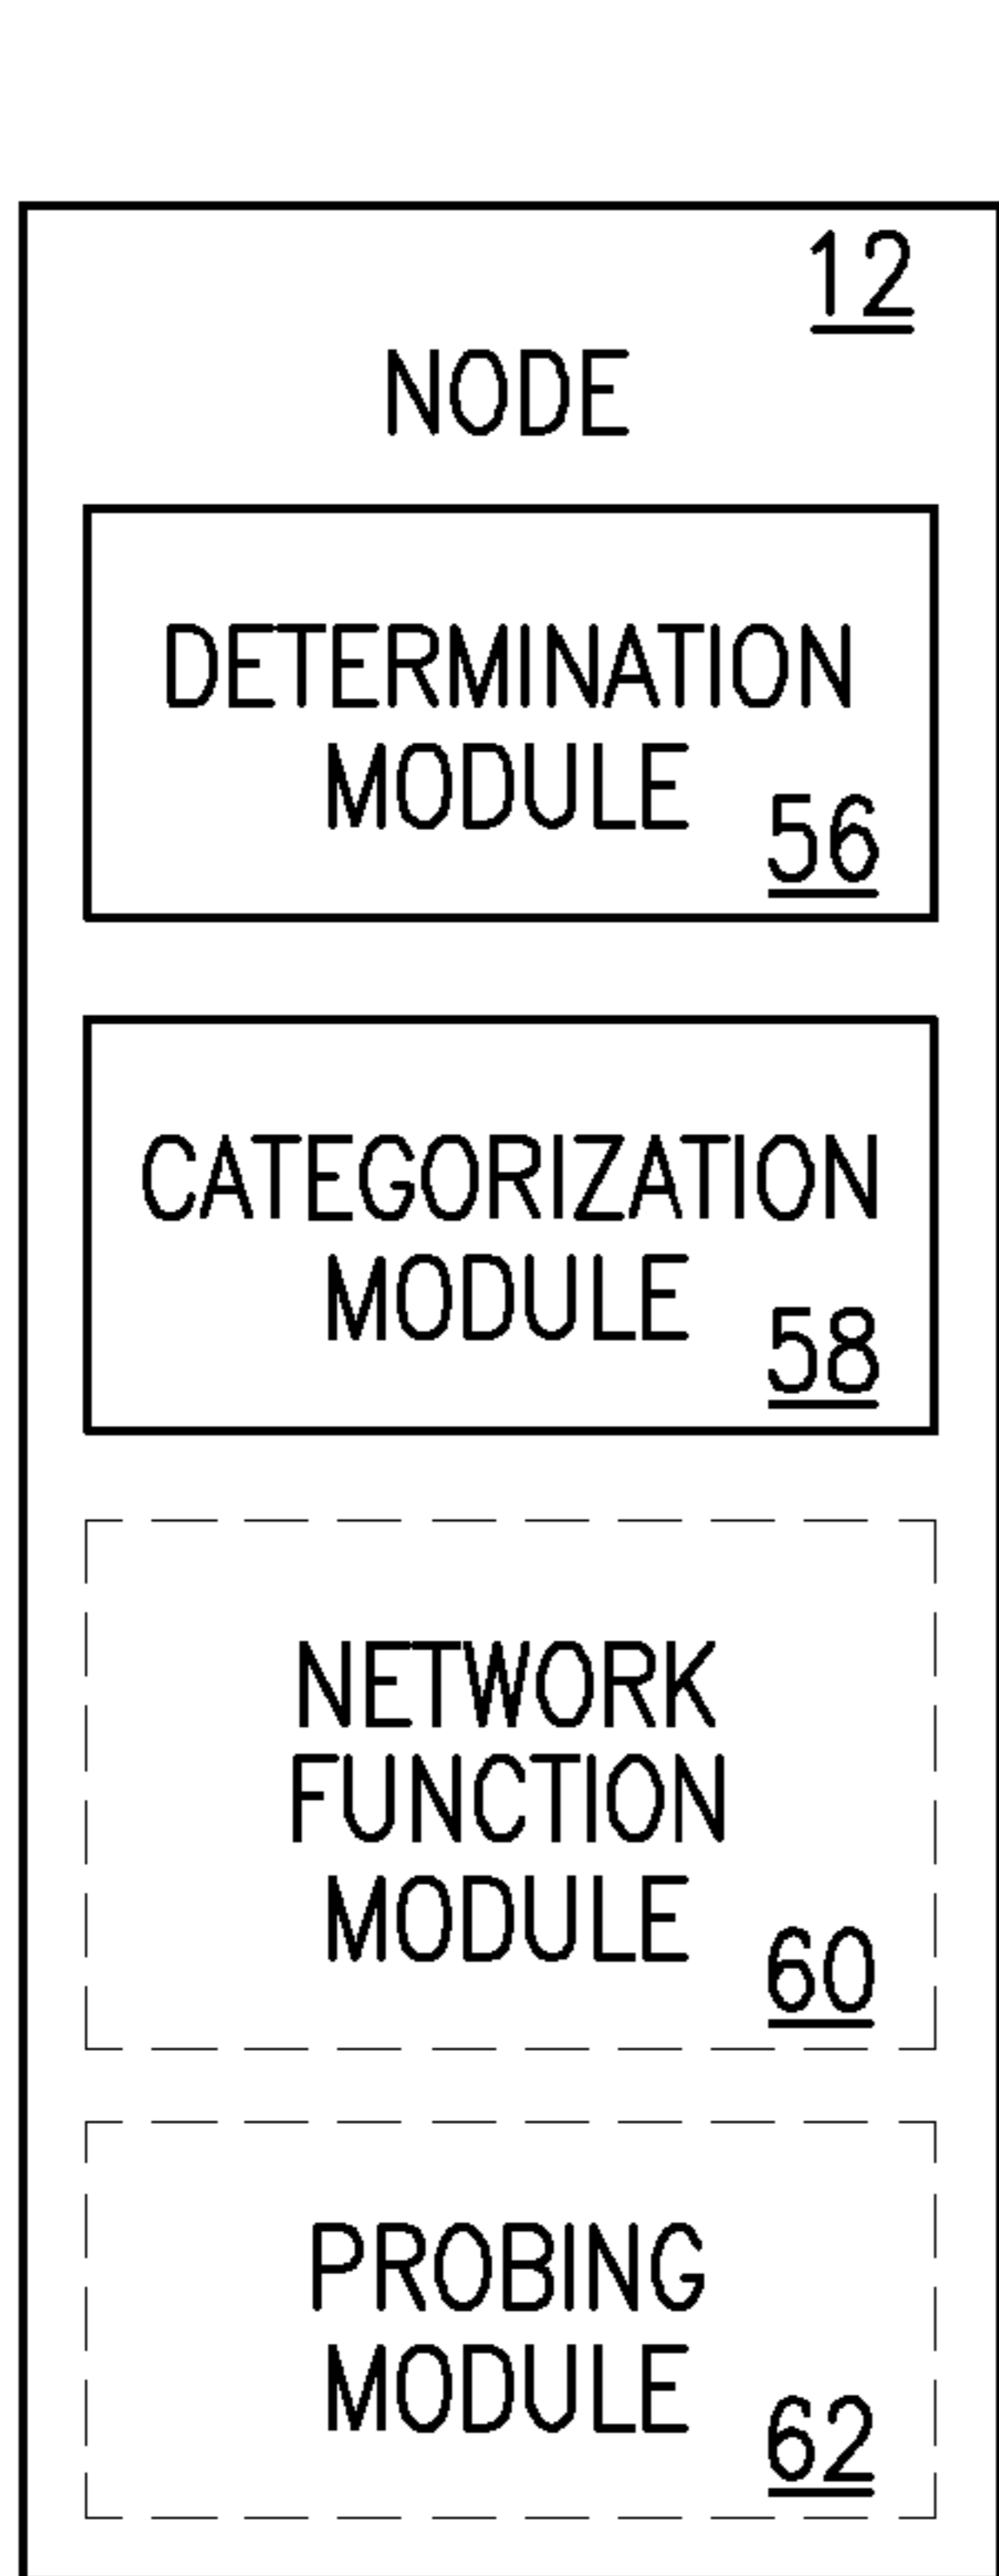 12
NODE
DETERMINATION
MODULE
56
CATEGORIZATION
MODULE
58
NETWORK
FUNCTION
MODULE
60
PROBING
MODULE
62